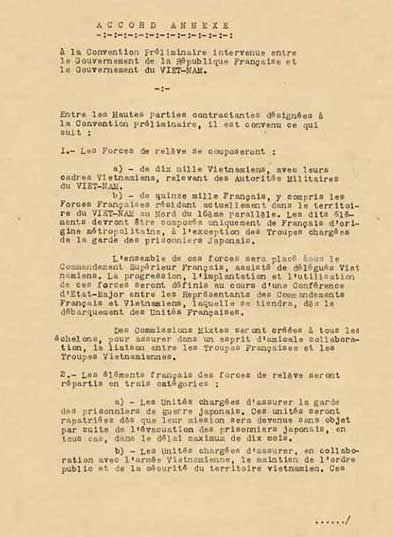 ACCORD ANNEXE
-:-:-:-:-:-:-:-:-:-:-:-:-:
à la Convention Préliminaire intervenue entre
le Gouvernement de la République Française et
le Gouvernement du VIET-NAM.
-:-
Entre les Hautes parties contractantes désignées à
la Convention préliminaire, il est convenu ce qui
suit :
1.- Les Forces de relève se composeront :
a) - de dix mille Vietnamiens, avec leurs
cadres Vietnamiens, relevant des Autorités Militaires
du VIET-NAM.
b) - de quinze mille Français, y compris les
Forces Françaises résidant actuellement dans le territoi-
re du VIET-NAM au Nord du 16ème parallèle. Les dits élé-
ments devront être composés uniquement de Français d'ori-
gine métropolitaine, à l'exception des Troupes chargées
de la garde des prisonniers Japonais.
L'ensemble de ces forces sera placé sous le
Commandement Supérieur Français, assisté de délégués Viet
namiens. La progression, l'implantation et l'utilisation
de ces forces seront définis au cours d'une Conférence
d'Etat-Major entre les Représentants des Commandements
Français et Vietnamiens, laquelle se tiendra, dès le
débarquement des Unités Françaises.
Des Commissions Mixtes seront créées à tous les
échelons, pour assurer dans un esprit d'amicale collabora-
tion, la liaison entre les Troupes Françaises et les
Troupes Vietnamiennes.
2.- Les éléments français des forces de relève seront
répartis en trois catégories :
a) - Les Unités chargées d'assurer la garde
des prisonniers de guerre japonais. Ces unités seront
rapatriées dès que leur mission sera devenue sans objet
par suite de l'évacuation des prisonniers japonais, en
tous cas, dans le délai maximum de dix mois.
b) - Les Unités chargées d'assurer, en collabo-
ration avec l'armée Vietnamienne, le maintien de l'ordre
public et de la sécurité du territoire vietnamien. Ces
....../